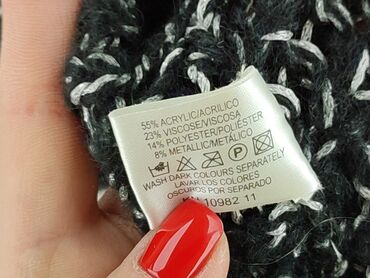 55% ACRYLIC/ACRILICO
23% VISCOSE/VISCOSA
14% POLYESTER/POLIÉSTER
8% METALLIC/METÁLICO
WASH DARK COLOURS SEPARATELY
LAVAR LOS COLORES
OSCUROS POR SEPARADO
10982 11